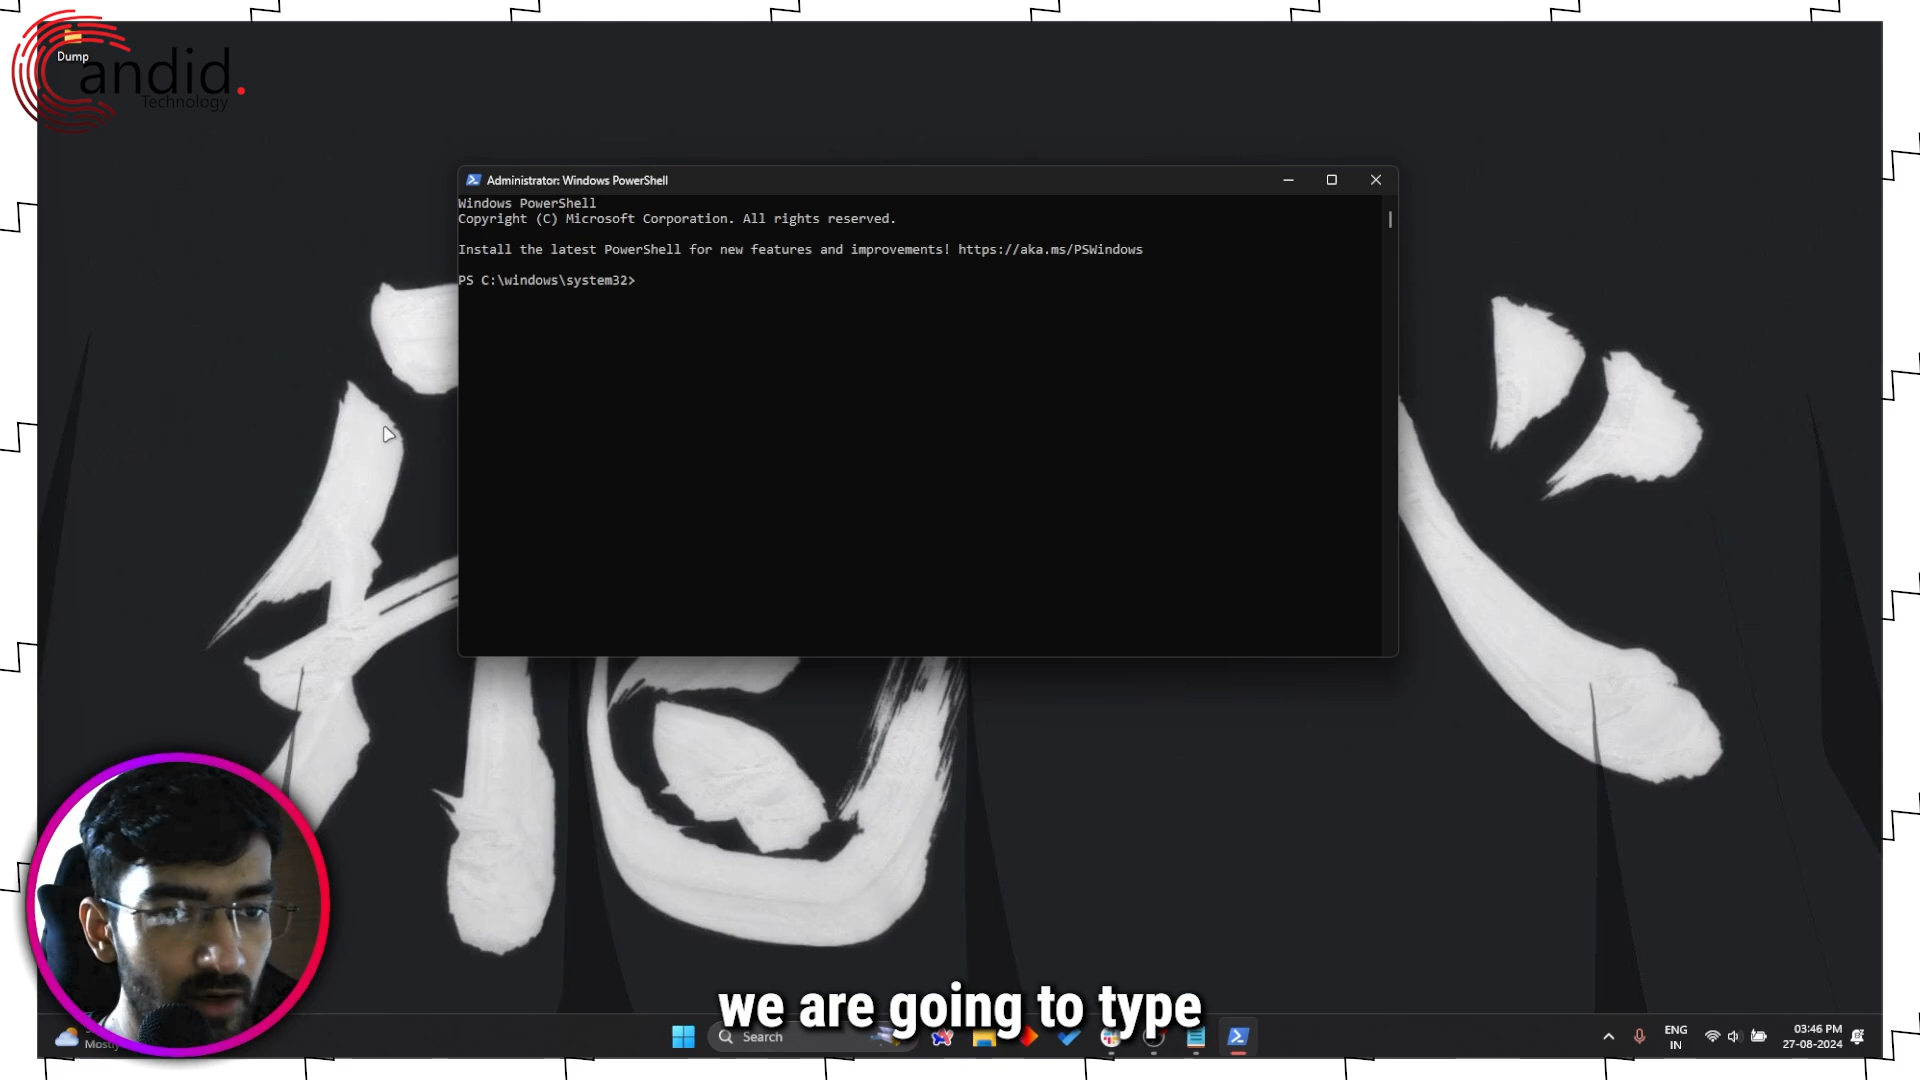 Dump
Candid.
Technology
Administrator: Windows PowerShell
Windows PowerShell
Copyright (C) Microsoft Corporation. All rights reserved.
Install the latest PowerShell for new features and improvements! https://aka.ms/PSWindows
PS C:\windows\system32>
we are going to type
Search
ENG
IN
03:46 PM
27-08-2024